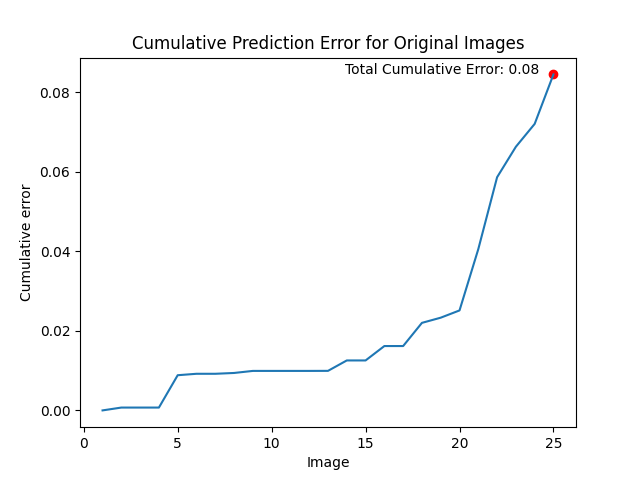 Cumulative Prediction Error for Original Images
Total Cumulative Error: 0.08
0.08
0.06
0.04
0.02
0.00
Cumulative error
0 5 10 15 20 25
Image